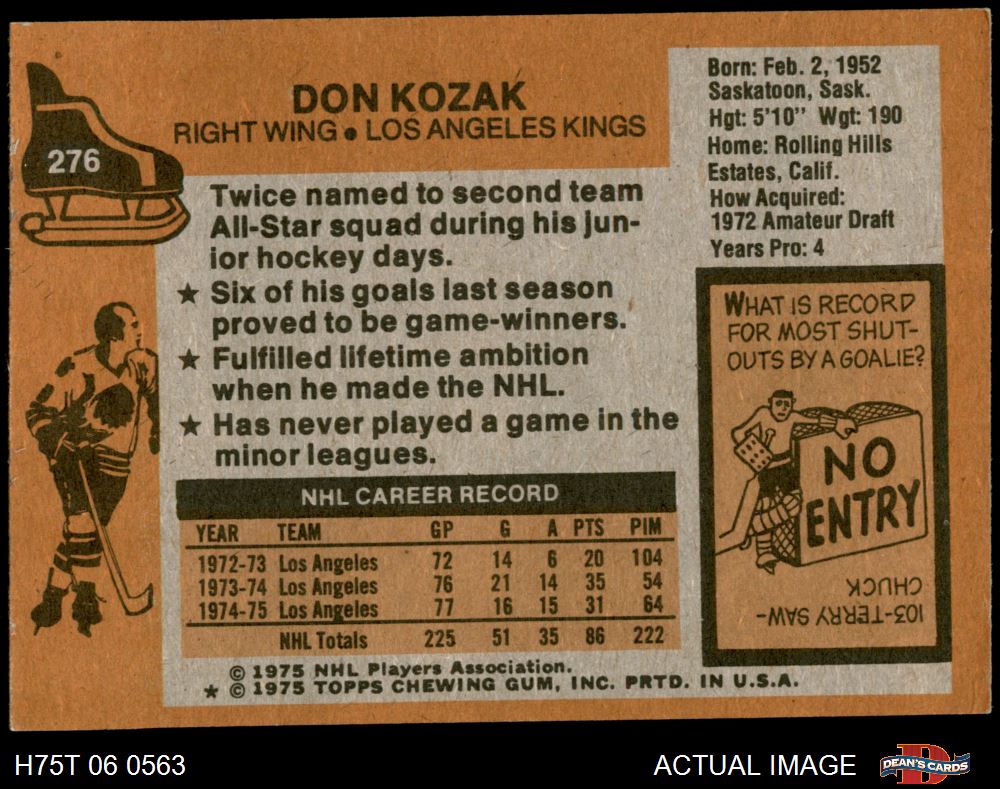 276
DON KOZAK
RIGHT WING ● LOS ANGELES KINGS
Born: Feb. 2, 1952
Saskatoon, Sask.
Hgt: 5'10" Wgt: 190
Home: Rolling Hills
Estates, Calif.
How Acquired:
1972 Amateur Draft
Years Pro: 4
Twice named to second team
All-Star squad during his jun-
ior hockey days.
★ Six of his goals last season
proved to be game-winners.
★ Fulfilled lifetime ambition
when he made the NHL.
★ Has never played a game in the
minor leagues.
WHAT IS RECORD
FOR MOST SHUT-
OUTS BY A GOALIE?
NO
ENTRY
103-TERRY SAW-
CHUCK
NHL CAREER RECORD
YEAR TEAM GP G A PTS PIM
1972-73 Los Angeles 72 14 6 20 104
1973-74 Los Angeles 76 21 14 35 54
1974-75 Los Angeles 77 16 15 31 64
NHL Totals 225 51 35 86 222
© 1975 NHL Players Association.
★ © 1975 TOPPS CHEWING GUM, INC. PRTD. IN U.S.A.
H75T 06 0563
ACTUAL IMAGE
D
DEAN'S CARDS